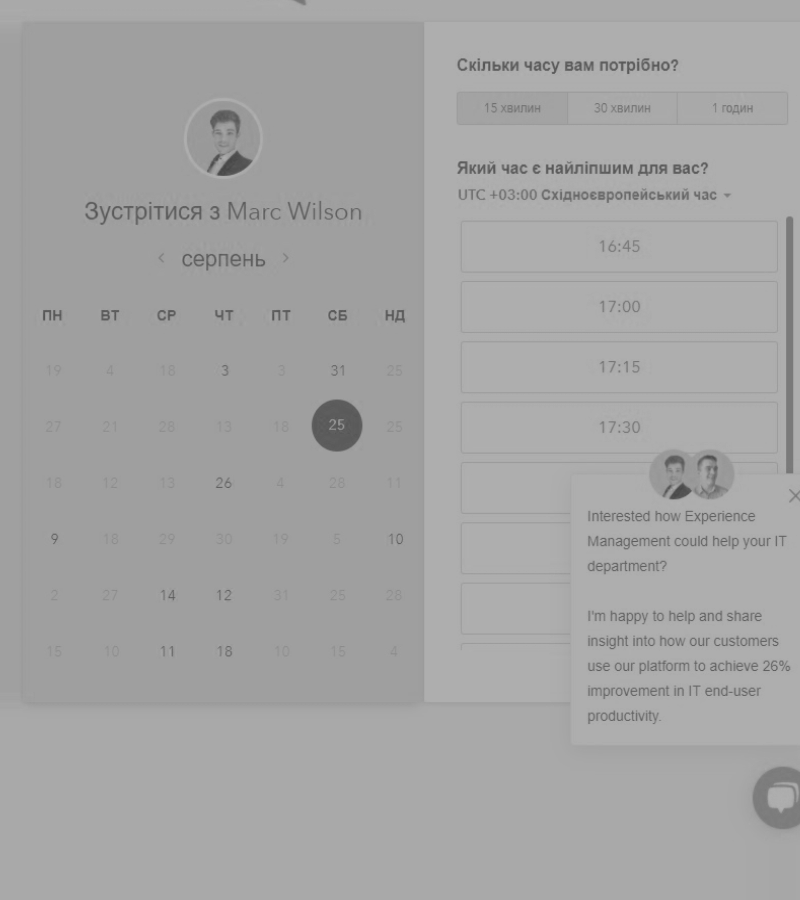 Зустрітися з Marc Wilson
серпень
ПН ВТ СР ЧТ ПТ СБ НД
19 4 18 3 3 31 25
27 21 28 13 18 25 25
18 12 13 26 4 28 11
9 18 29 30 19 5 10
2 27 14 12 31 25 28
15 10 11 18 10 15 4
Скільки часу вам потрібно?
15 хвилин 30 хвилин 1 годин
Який час є найліпшим для вас?
UTC +03:00 Східноєвропейський час
16:45
17:00
17:15
17:30
Interested how Experience
Management could help your IT
department?
I'm happy to help and share
insight into how our customers
use our platform to achieve 26%
improvement in IT end-user
productivity.